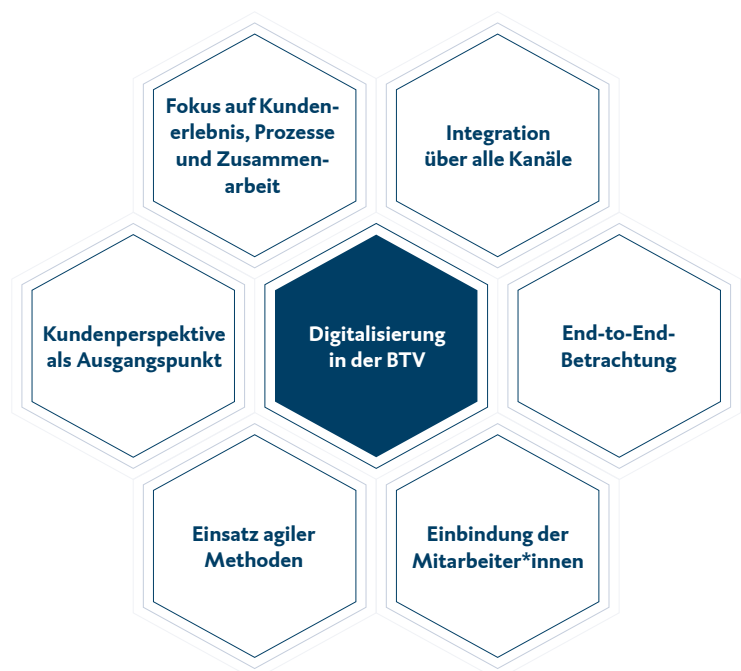 Fokus auf Kunden-
erlebnis, Prozesse
und Zusammen-
arbeit
Integration
über alle Kanäle
Kundenperspektive
als Ausgangspunkt
Digitalisierung
in der BTV
End-to-End-
Betrachtung
Einsatz agiler
Methoden
Einbindung der
Mitarbeiter*innen